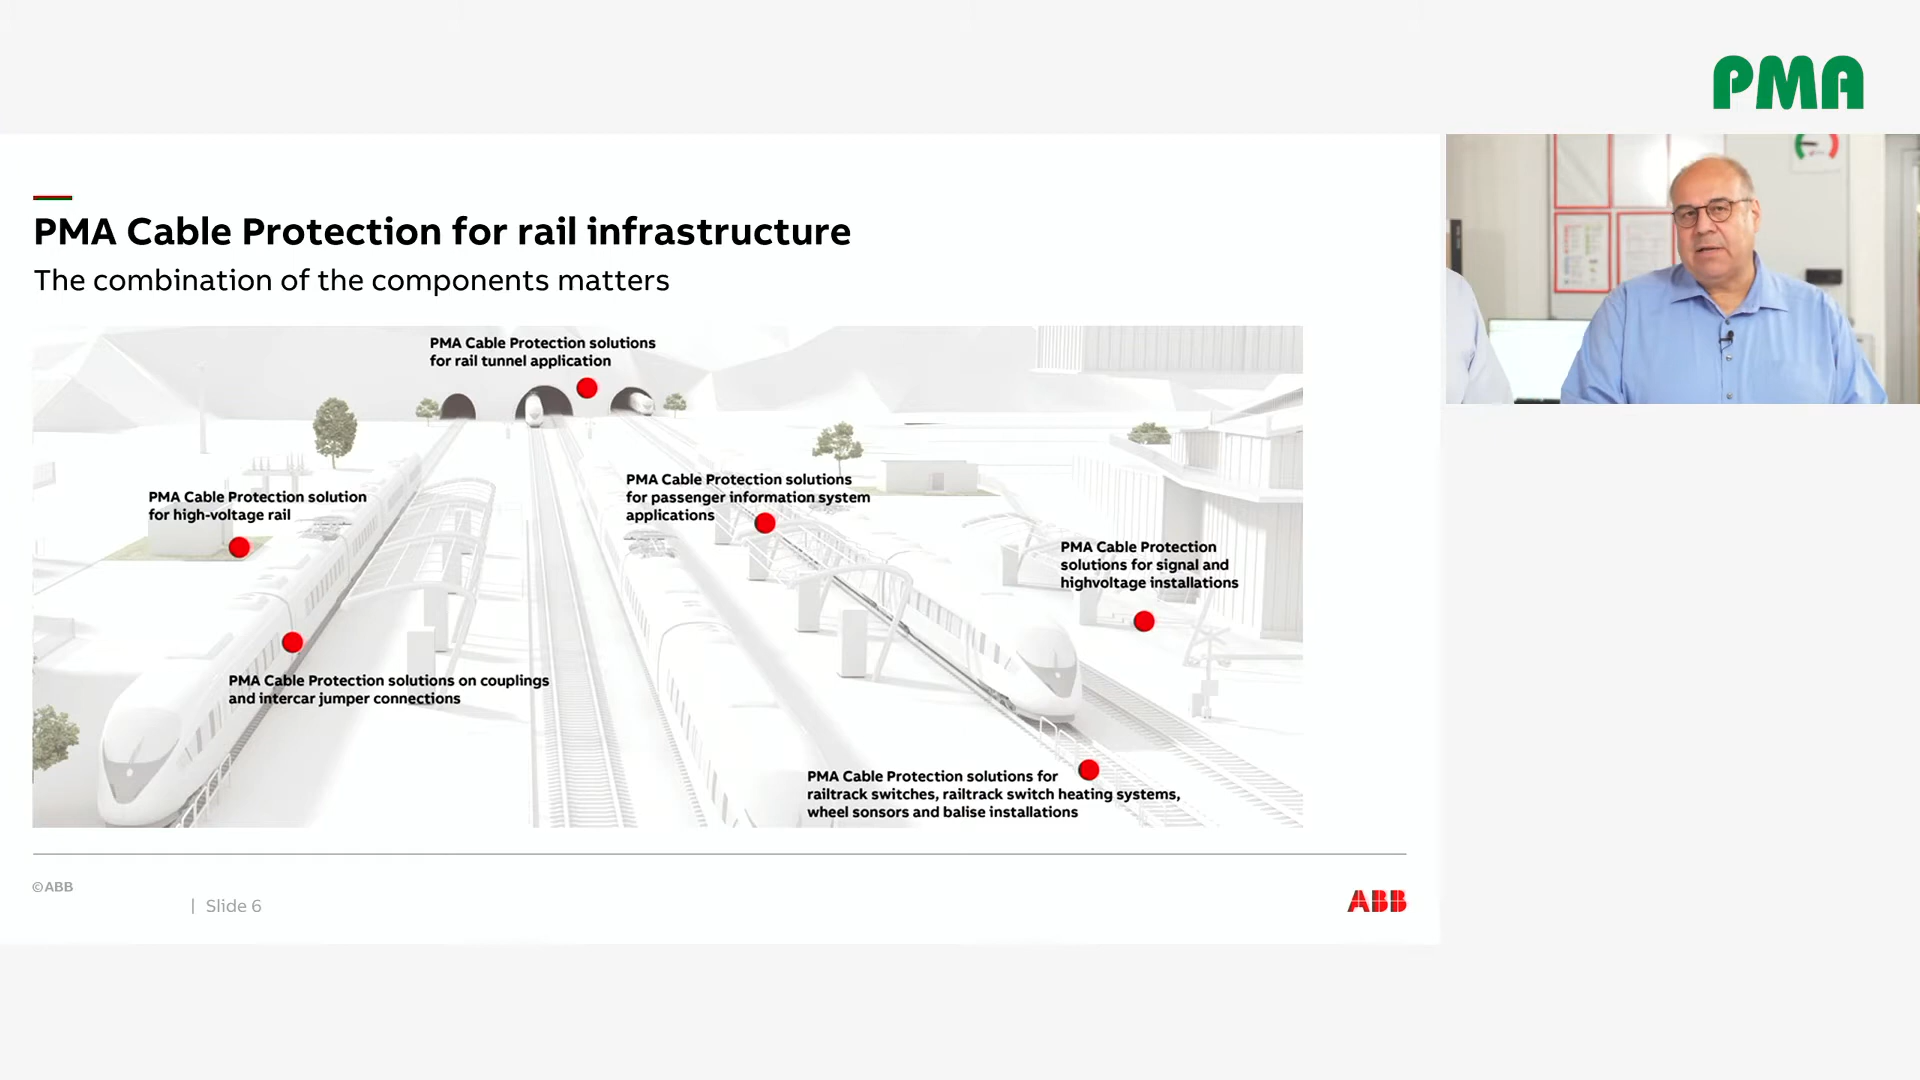 PMA
PMA Cable Protection for rail infrastructure
The combination of the components matters
PMA Cable Protection solutions
for rail tunnel application
PMA Cable Protection solution
for high-voltage rail
PMA Cable Protection solutions
for passenger information system
applications
PMA Cable Protection
solutions for signal and
highvoltage installations
PMA Cable Protection solutions on couplings
and intercar jumper connections
PMA Cable Protection solutions for
railtrack switches, railtrack switch heating systems,
wheel sonsors and balise installations
©ABB
| Slide 6
ABB